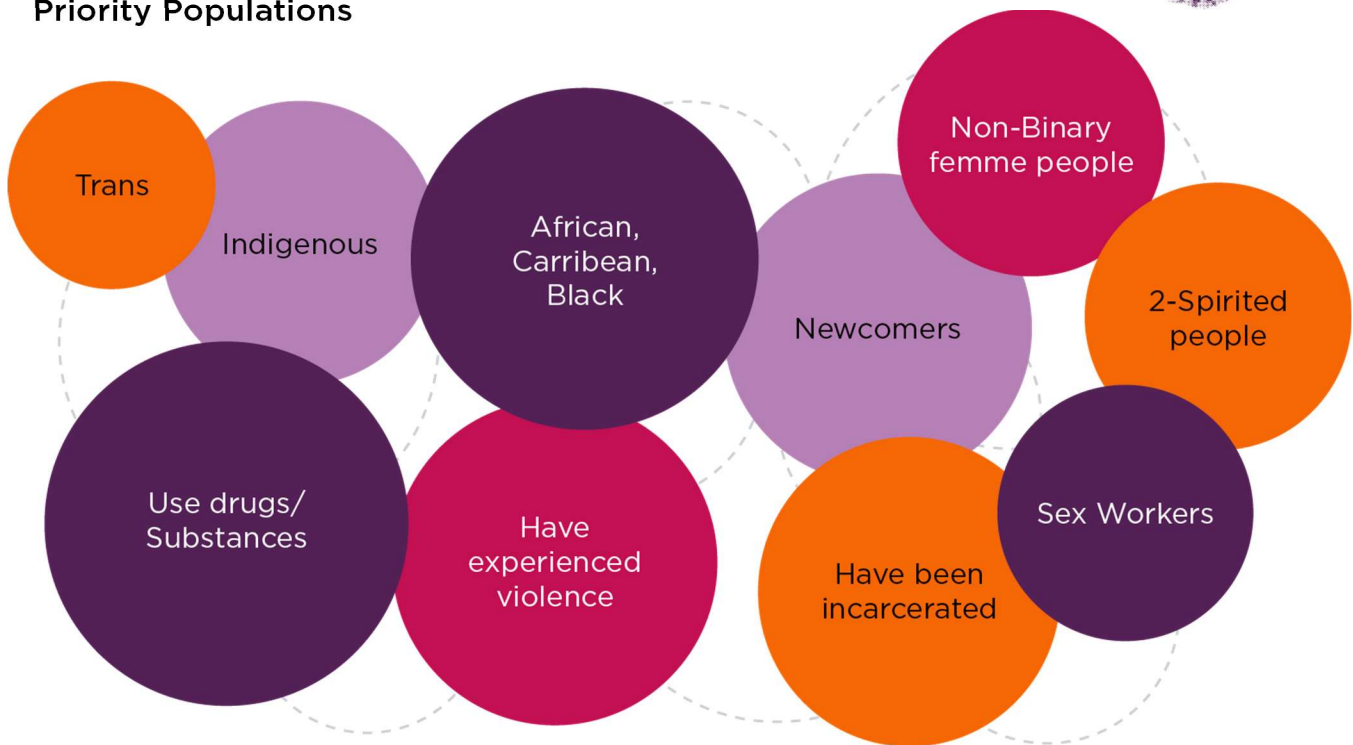 Priority Populations
Trans
Indigenous
African,
Carribean,
Black
Newcomers
Non-Binary
femme people
2-Spirited
people
Use drugs/
Substances
Have
experienced
violence
Have been
incarcerated
Sex Workers